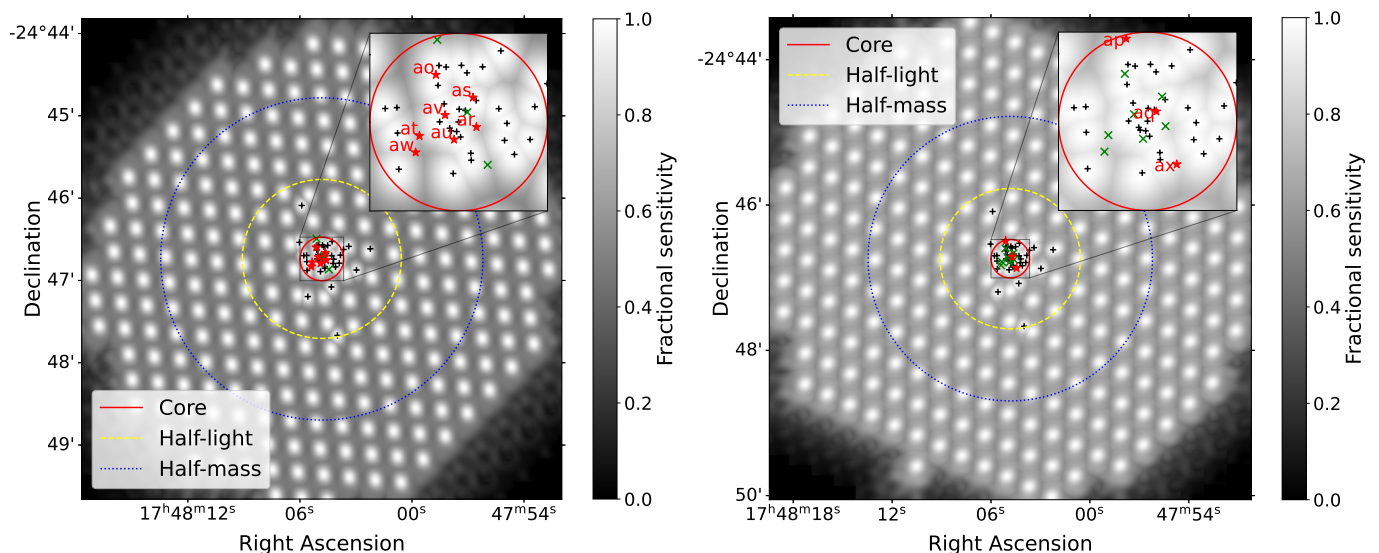 -24°44'
45'
46'
47'
48'
49'
Declination
17ʰ48ᵐ12ˢ
06ˢ
00ˢ
47ᵐ54ˢ
Right Ascension
Core
Half-light
Half-mass
ao
as
av
ar
at
au
aw
1.0
0.8
0.6
0.4
0.2
0.0
Fractional sensitivity
-24°44'
46'
48'
50'
Declination
17ʰ48ᵐ18ˢ
12ˢ
06ˢ
00ˢ
47ᵐ54ˢ
Right Ascension
Core
Half-light
Half-mass
ap
aq
ax
1.0
0.8
0.6
0.4
0.2
0.0
Fractional sensitivity